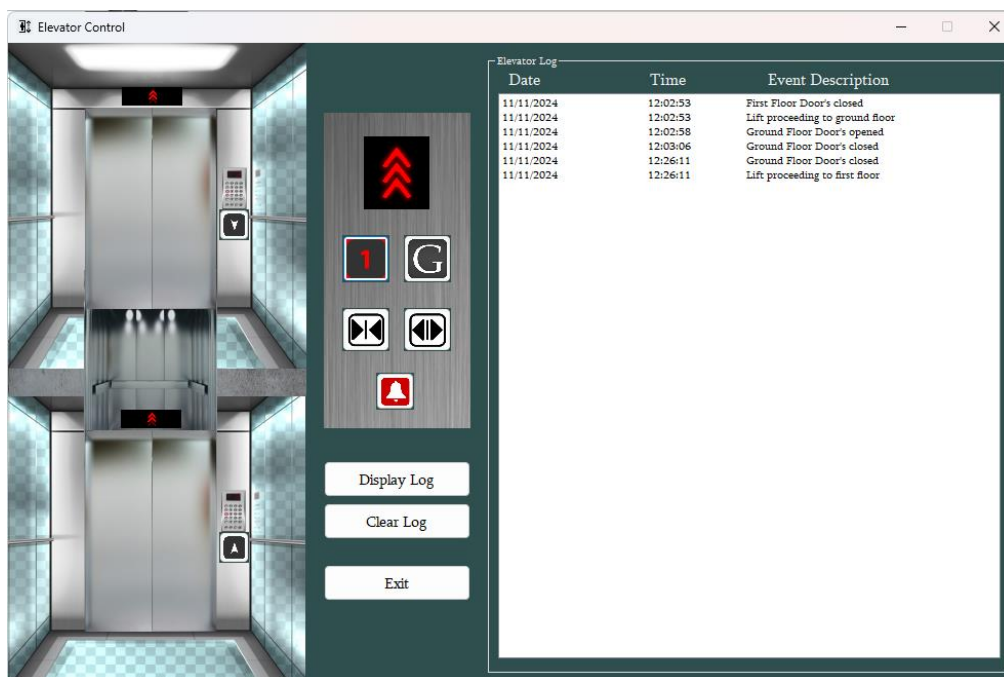 Elevator Control
Elevator Log
Date Time Event Description
11/11/2024 12:02:53 First Floor Door's closed
11/11/2024 12:02:53 Lift proceeding to ground floor
11/11/2024 12:02:58 Ground Floor Door's opened
11/11/2024 12:03:06 Ground Floor Door's closed
11/11/2024 12:26:11 Ground Floor Door's closed
11/11/2024 12:26:11 Lift proceeding to first floor
1 G
Display Log
Clear Log
Exit